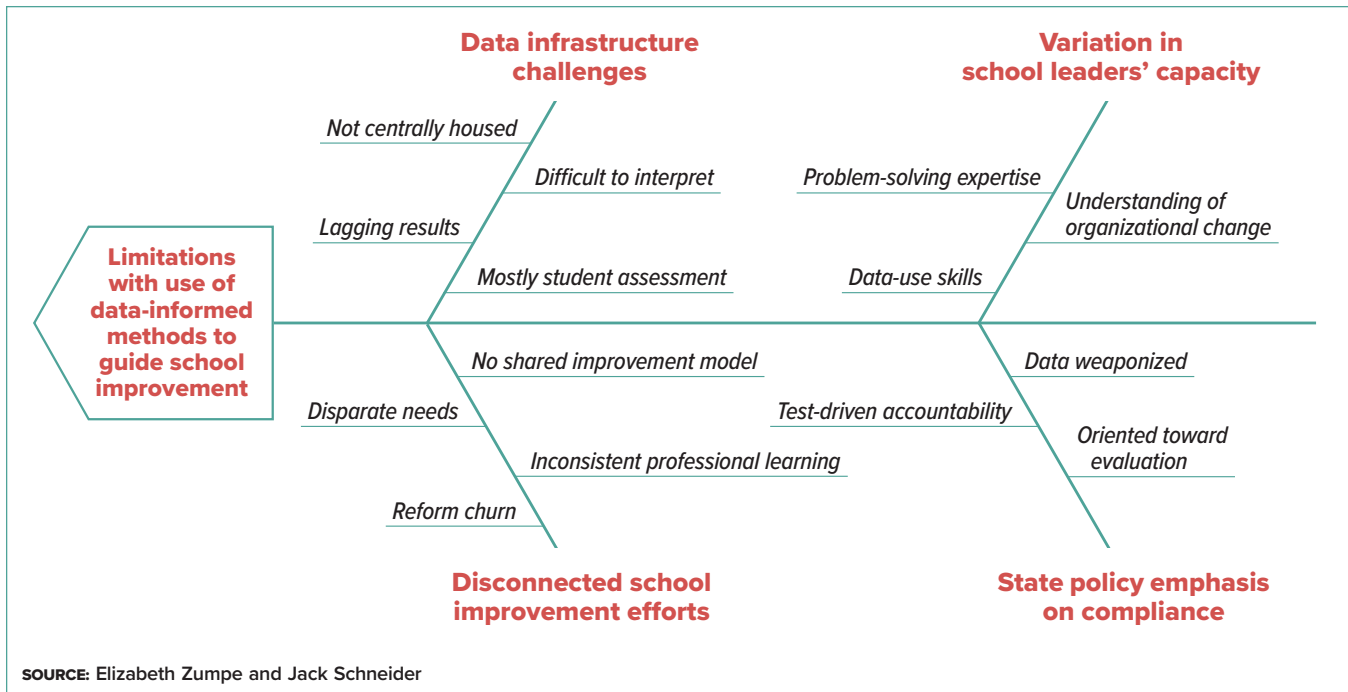 Data infrastructure
challenges
Variation in
school leaders’ capacity
Not centrally housed
Difficult to interpret
Lagging results
Mostly student assessment
Problem-solving expertise
Understanding of
organizational change
Data-use skills
Limitations
with use of
data-informed
methods to
guide school
improvement
No shared improvement model
Disparate needs
Inconsistent professional learning
Reform churn
Data weaponized
Test-driven accountability
Oriented toward
evaluation
Disconnected school
improvement efforts
State policy emphasis
on compliance
SOURCE: Elizabeth Zumpe and Jack Schneider